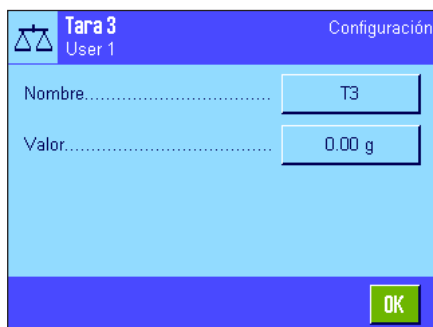 Tara 3 Configuración
User 1
Nombre................................. T3
Valor..................................... 0.00 g
OK